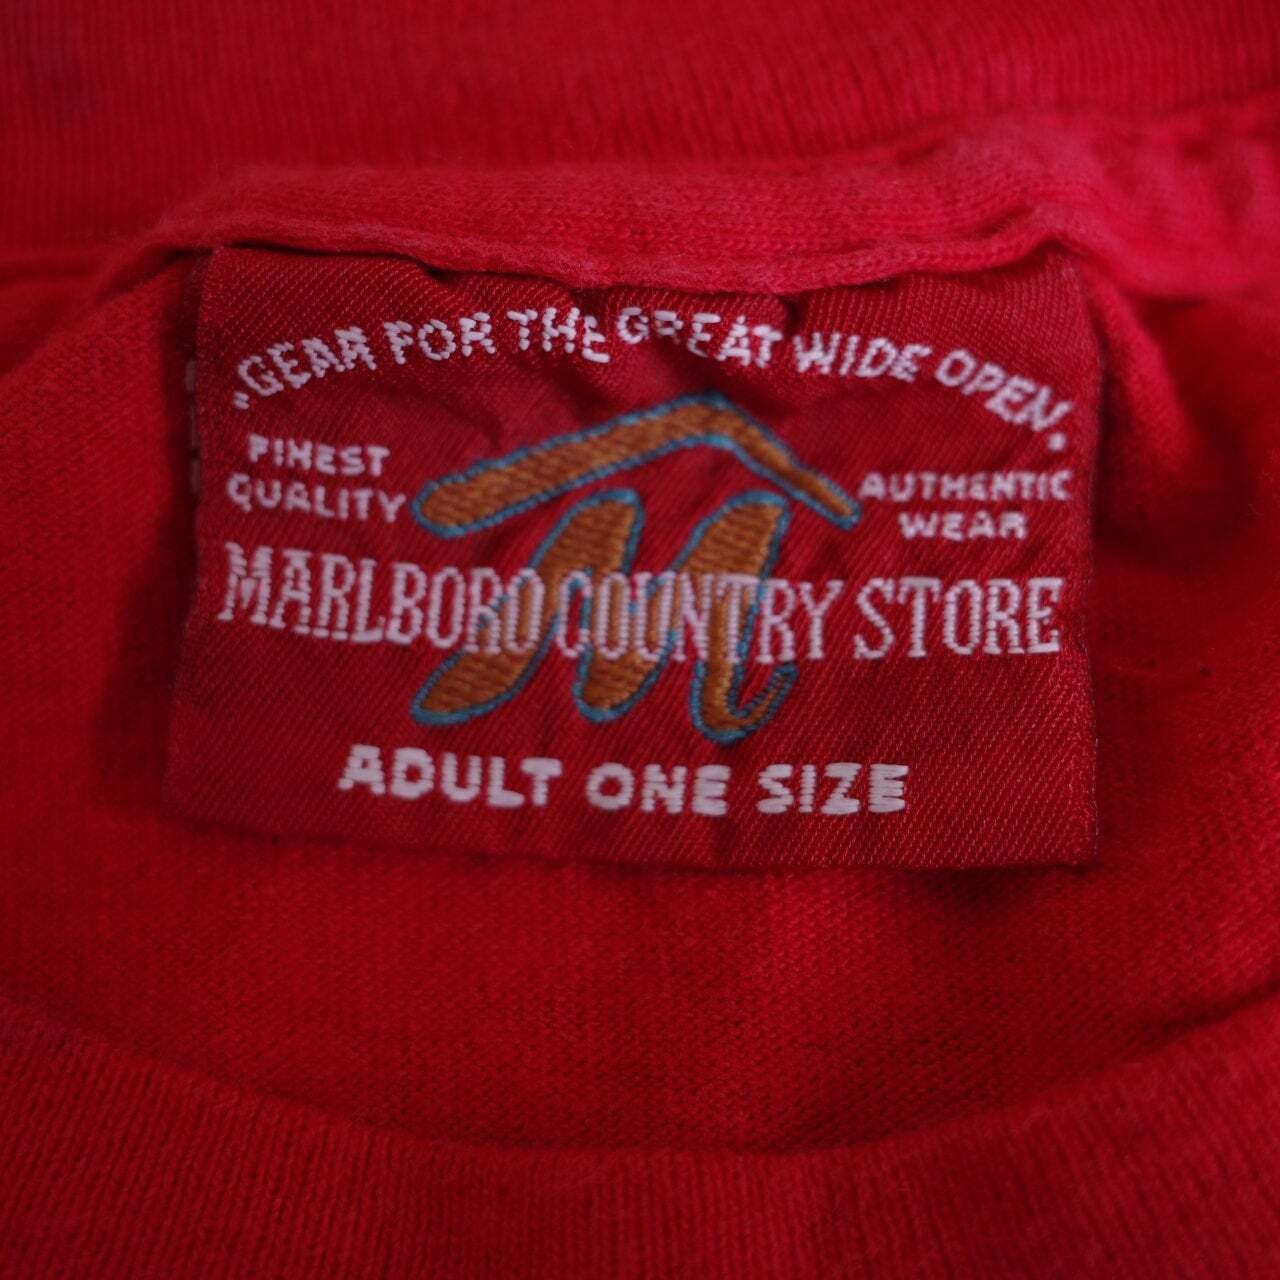 "GEAR FOR THE GREAT WIDE OPEN."
FINEST
QUALITY
AUTHENTIC
WEAR
MARLBORO COUNTRY STORE
ADULT ONE SIZE